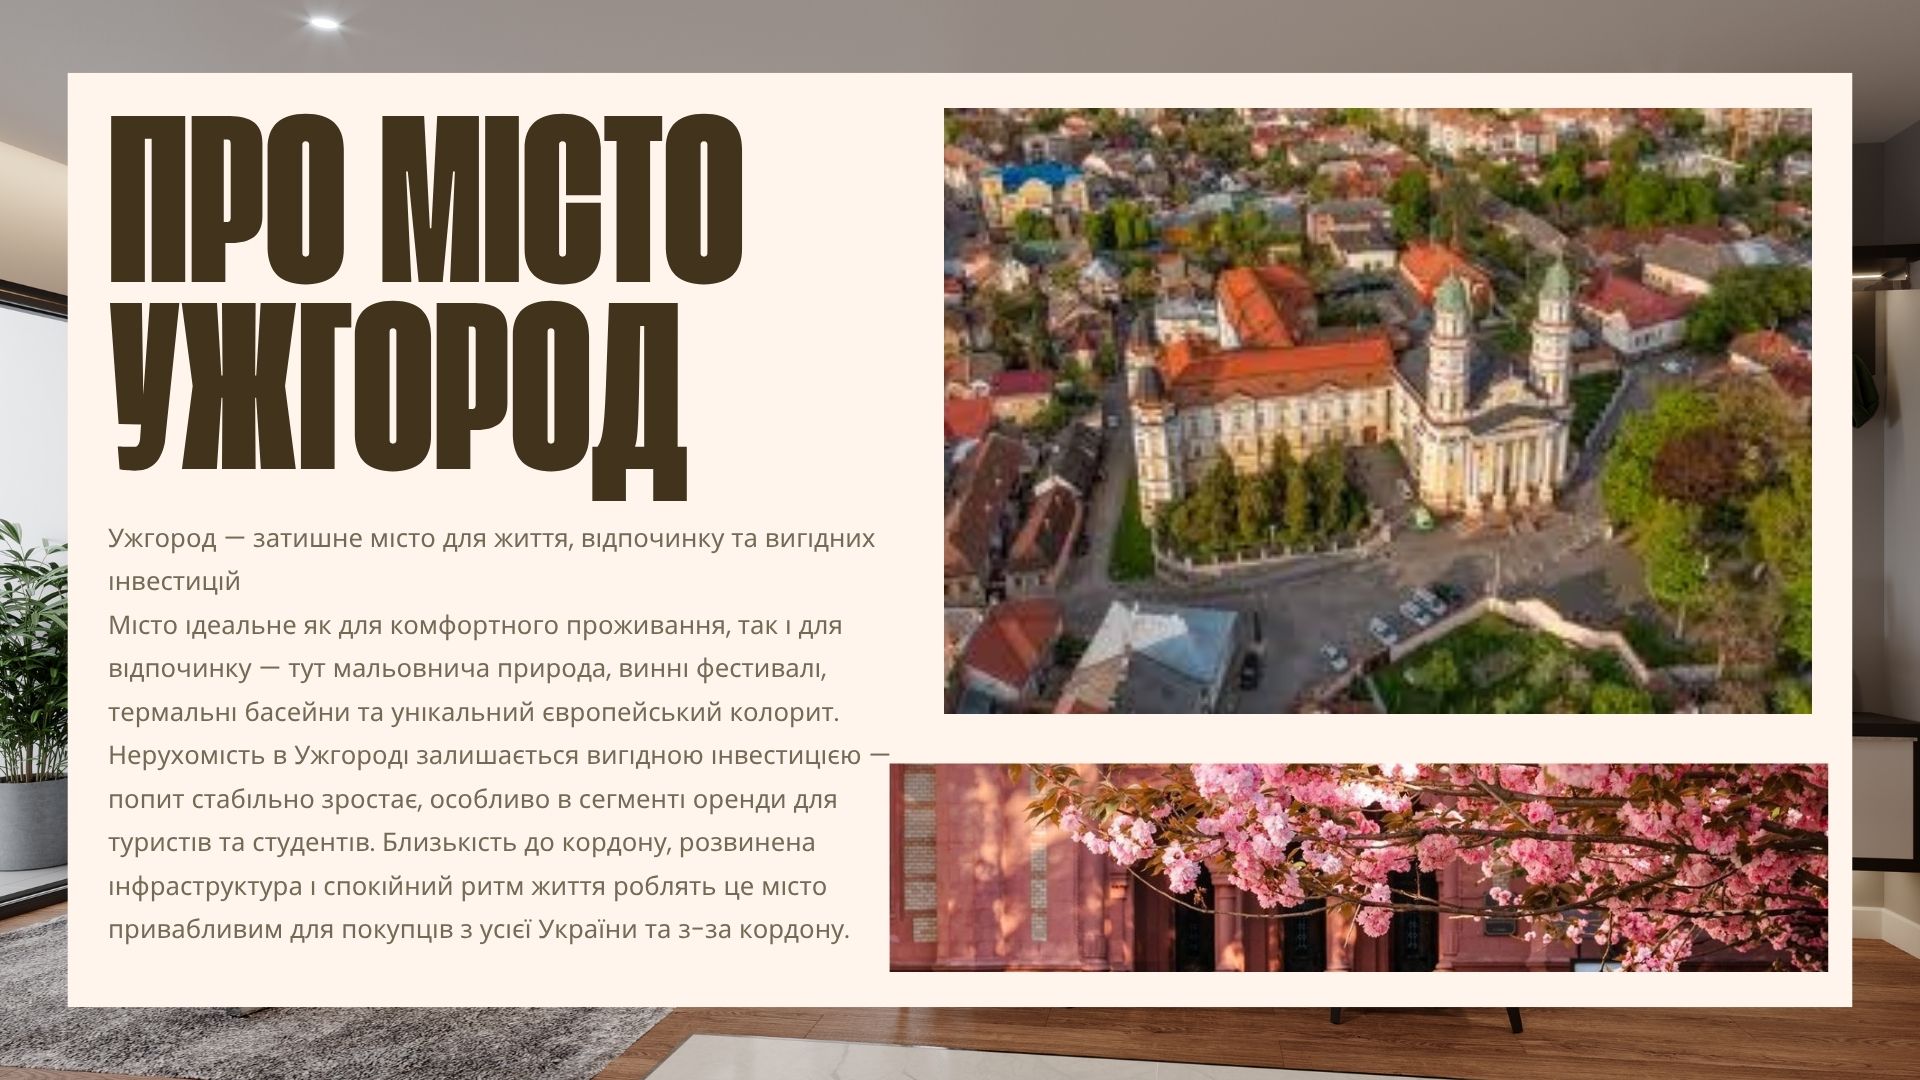 ПРО МІСТО
УЖГОРОД
Ужгород — затишне місто для життя, відпочинку та вигідних
інвестицій
Місто ідеальне як для комфортного проживання, так і для
відпочинку — тут мальовнича природа, винні фестивалі,
термальні басейни та унікальний європейський колорит.
Нерухомість в Ужгороді залишається вигідною інвестицією —
попит стабільно зростає, особливо в сегменті оренди для
туристів та студентів. Близькість до кордону, розвинена
інфраструктура і спокійний ритм життя роблять це місто
привабливим для покупців з усієї України та з-за кордону.